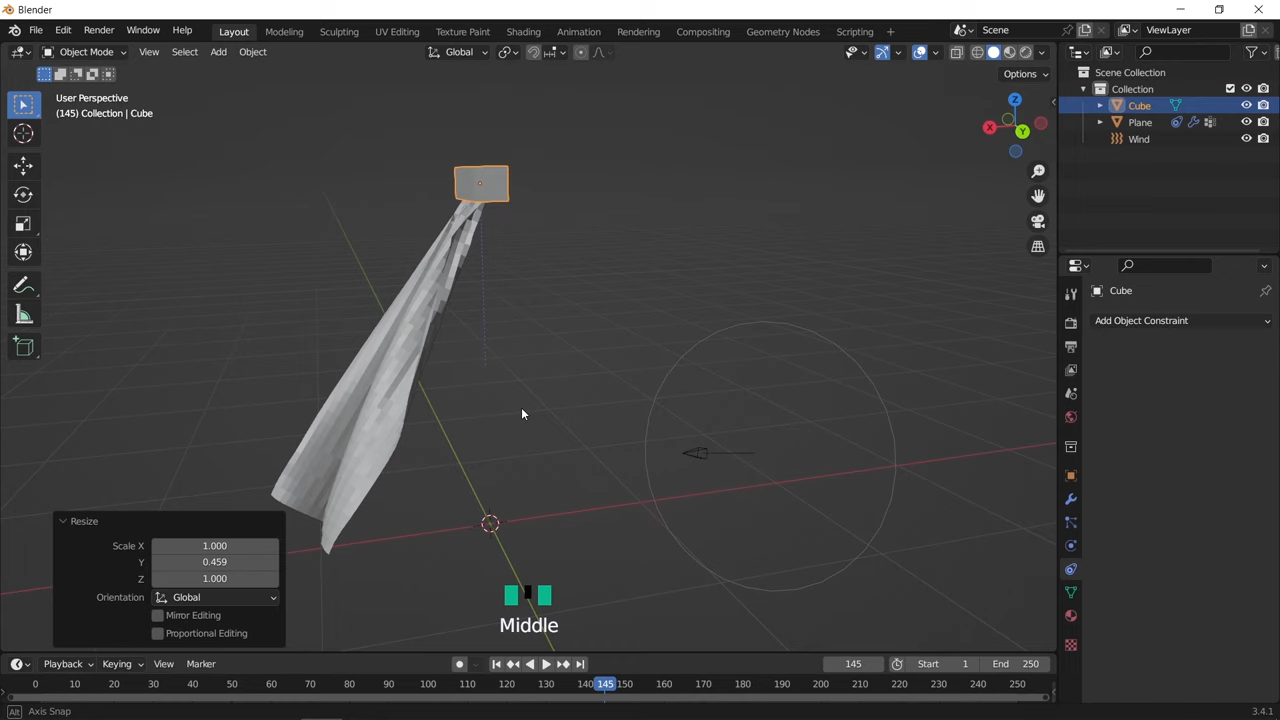 Blender
File Edit Render Window Help Layout Modeling Sculpting UV Editing Texture Paint Shading Animation Rendering Compositing Geometry Nodes Scripting + Scene ViewLayer
Object Mode View Select Add Object Global
Options
User Perspective
(145) Collection | Cube
Z
X
Y
Scene Collection
Collection
Cube
Plane
Wind
Cube
Add Object Constraint
Resize
Scale X 1.000
Y 0.459
Z 1.000
Orientation Global
Mirror Editing
Proportional Editing
Middle
Playback Keying View Marker 145 Start 1 End 250
0 10 20 30 40 50 60 70 80 90 100 110 120 130 140 145 150 160 170 180 190 200 210 220 230 240 250
Alt Axis Snap 3.4.1